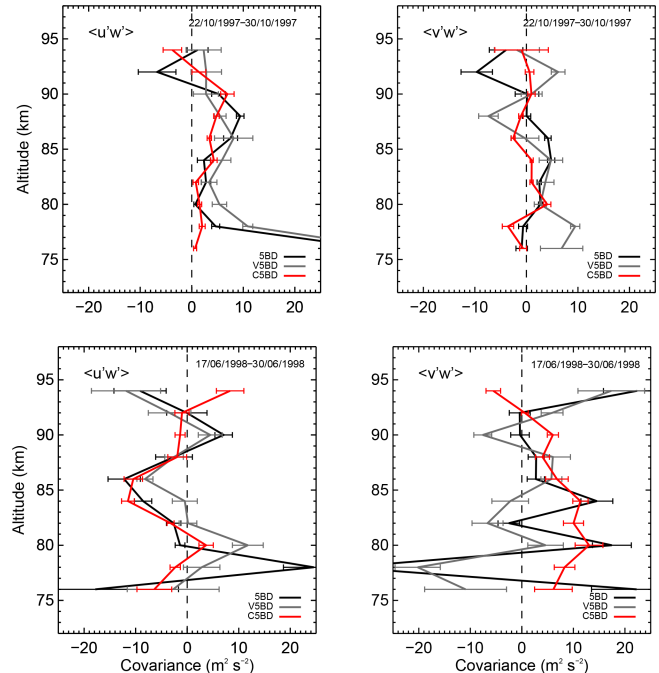 <u'w'>
22/10/1997−30/10/1997
95
90
85
80
75
Altitude (km)
5BD
V5BD
C5BD
−20
−10
0
10
20
<v'w'>
22/10/1997−30/10/1997
95
90
85
80
75
Altitude (km)
5BD
V5BD
C5BD
−20
−10
0
10
20
<u'w'>
17/06/1998−30/06/1998
95
90
85
80
75
Altitude (km)
5BD
V5BD
C5BD
−20
−10
0
10
20
Covariance (m² s⁻²)
<v'w'>
17/06/1998−30/06/1998
95
90
85
80
75
Altitude (km)
5BD
V5BD
C5BD
−20
−10
0
10
20
Covariance (m² s⁻²)